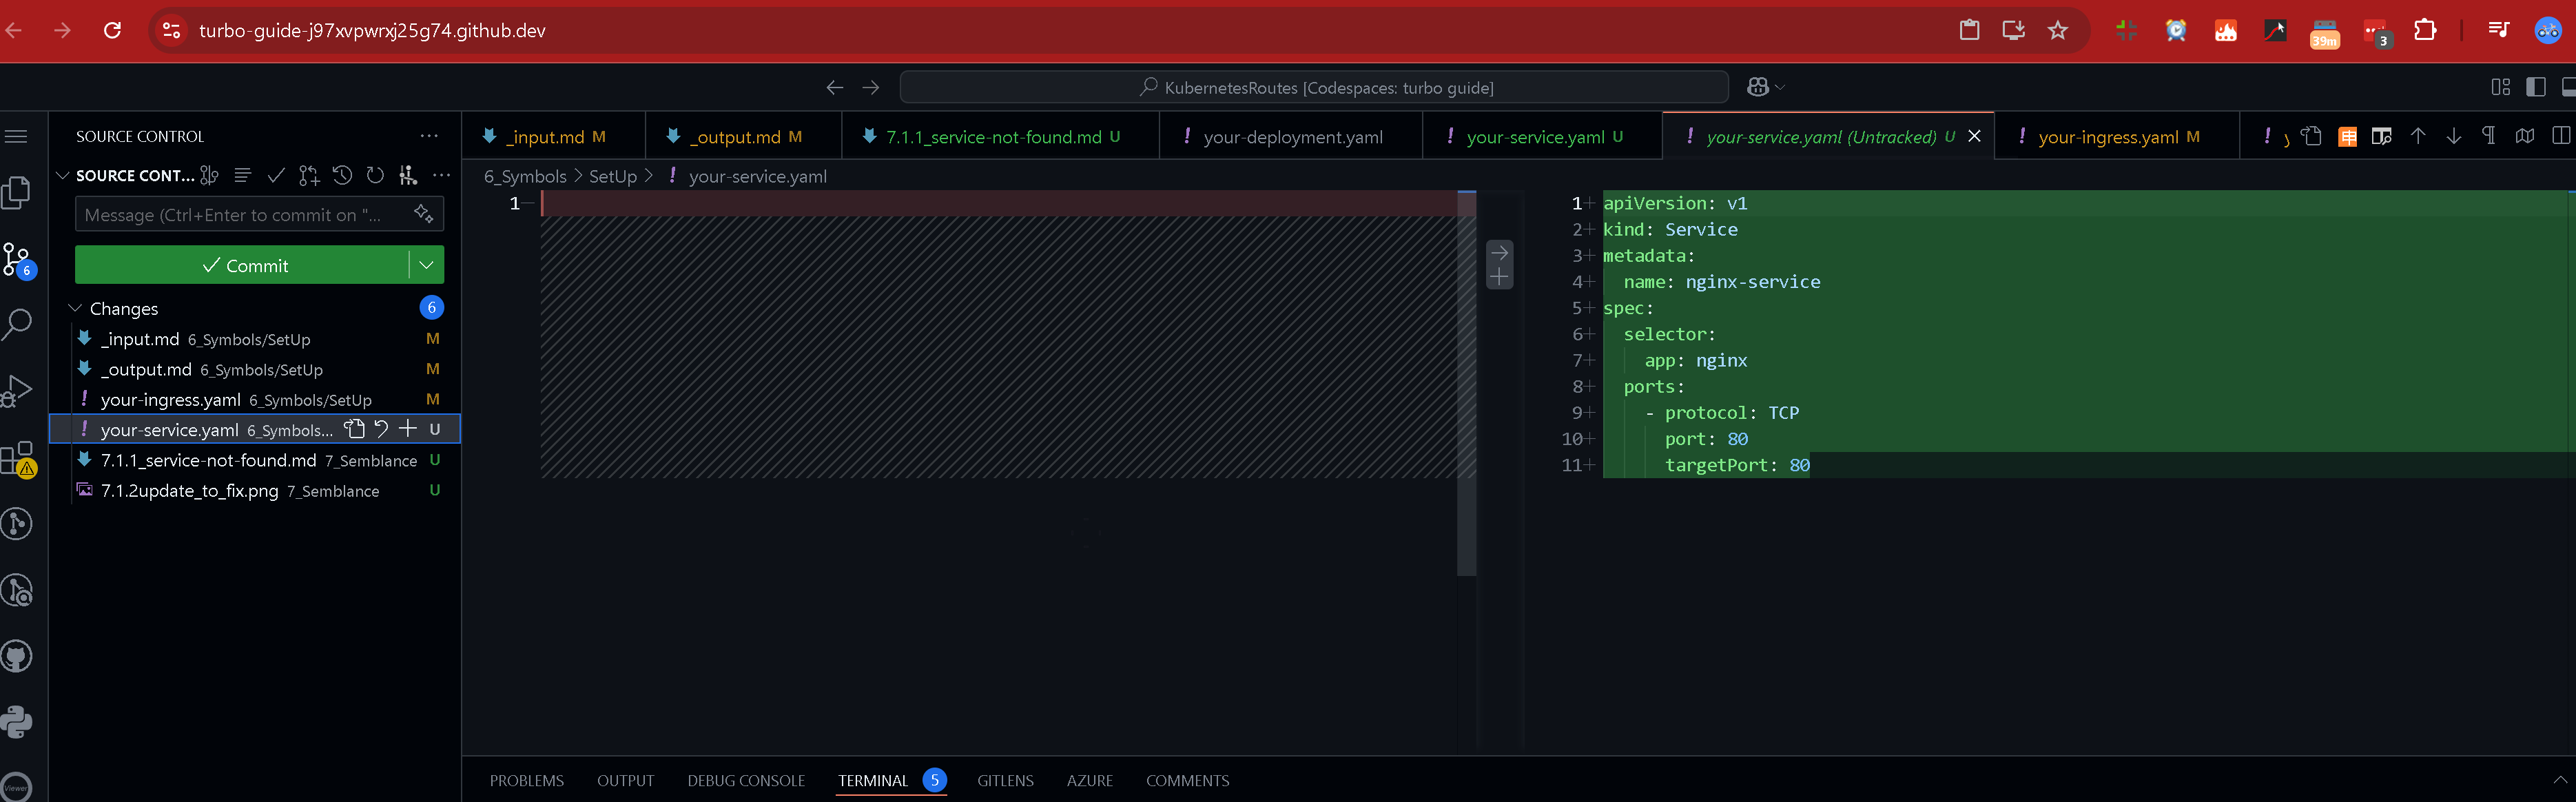 turbo-guide-j97xvpwrxj25g74.github.dev
39m
3
KubernetesRoutes [Codespaces: turbo guide]
SOURCE CONTROL
_input.md M
_output.md M
7.1.1_service-not-found.md U
your-deployment.yaml
your-service.yaml U
your-service.yaml (Untracked) U
your-ingress.yaml M
SOURCE CONT...
6_Symbols > SetUp > ! your-service.yaml
Message (Ctrl+Enter to commit on "...
Commit
6
Changes 6
_input.md 6_Symbols/SetUp M
_output.md 6_Symbols/SetUp M
! your-ingress.yaml 6_Symbols/SetUp M
! your-service.yaml 6_Symbols... U
7.1.1_service-not-found.md 7_Semblance U
7.1.2update_to_fix.png 7_Semblance U
Viewer
1
1+ apiVersion: v1
2+ kind: Service
3+ metadata:
4+ name: nginx-service
5+ spec:
6+ selector:
7+ app: nginx
8+ ports:
9+ - protocol: TCP
10+ port: 80
11+ targetPort: 80
PROBLEMS OUTPUT DEBUG CONSOLE TERMINAL 5 GITLENS AZURE COMMENTS